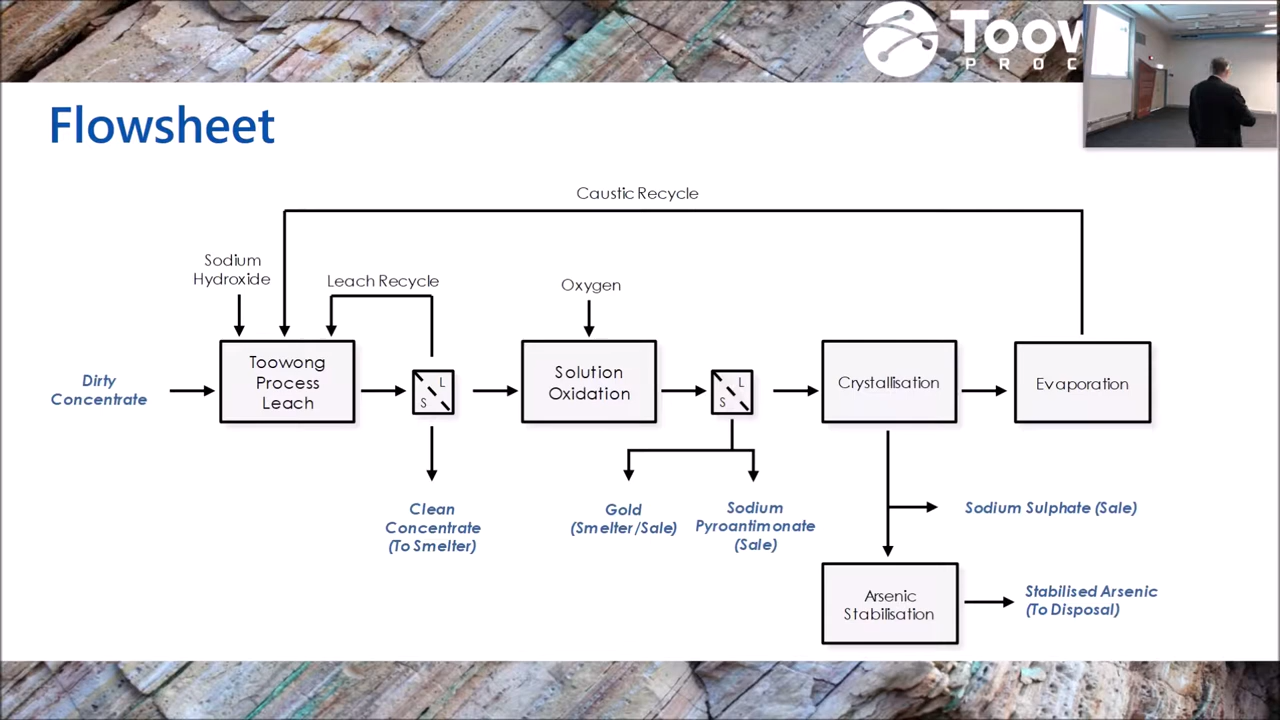 Flowsheet
Caustic Recycle
Sodium
Hydroxide
Leach Recycle
Oxygen
Dirty
Concentrate
Toowong
Process
Leach
L
S
Solution
Oxidation
L
S
Crystallisation
Evaporation
Clean
Concentrate
(To Smelter)
Gold
(Smelter/Sale)
Sodium
Pyroantimonate
(Sale)
Sodium Sulphate (Sale)
Arsenic
Stabilisation
Stabilised Arsenic
(To Disposal)